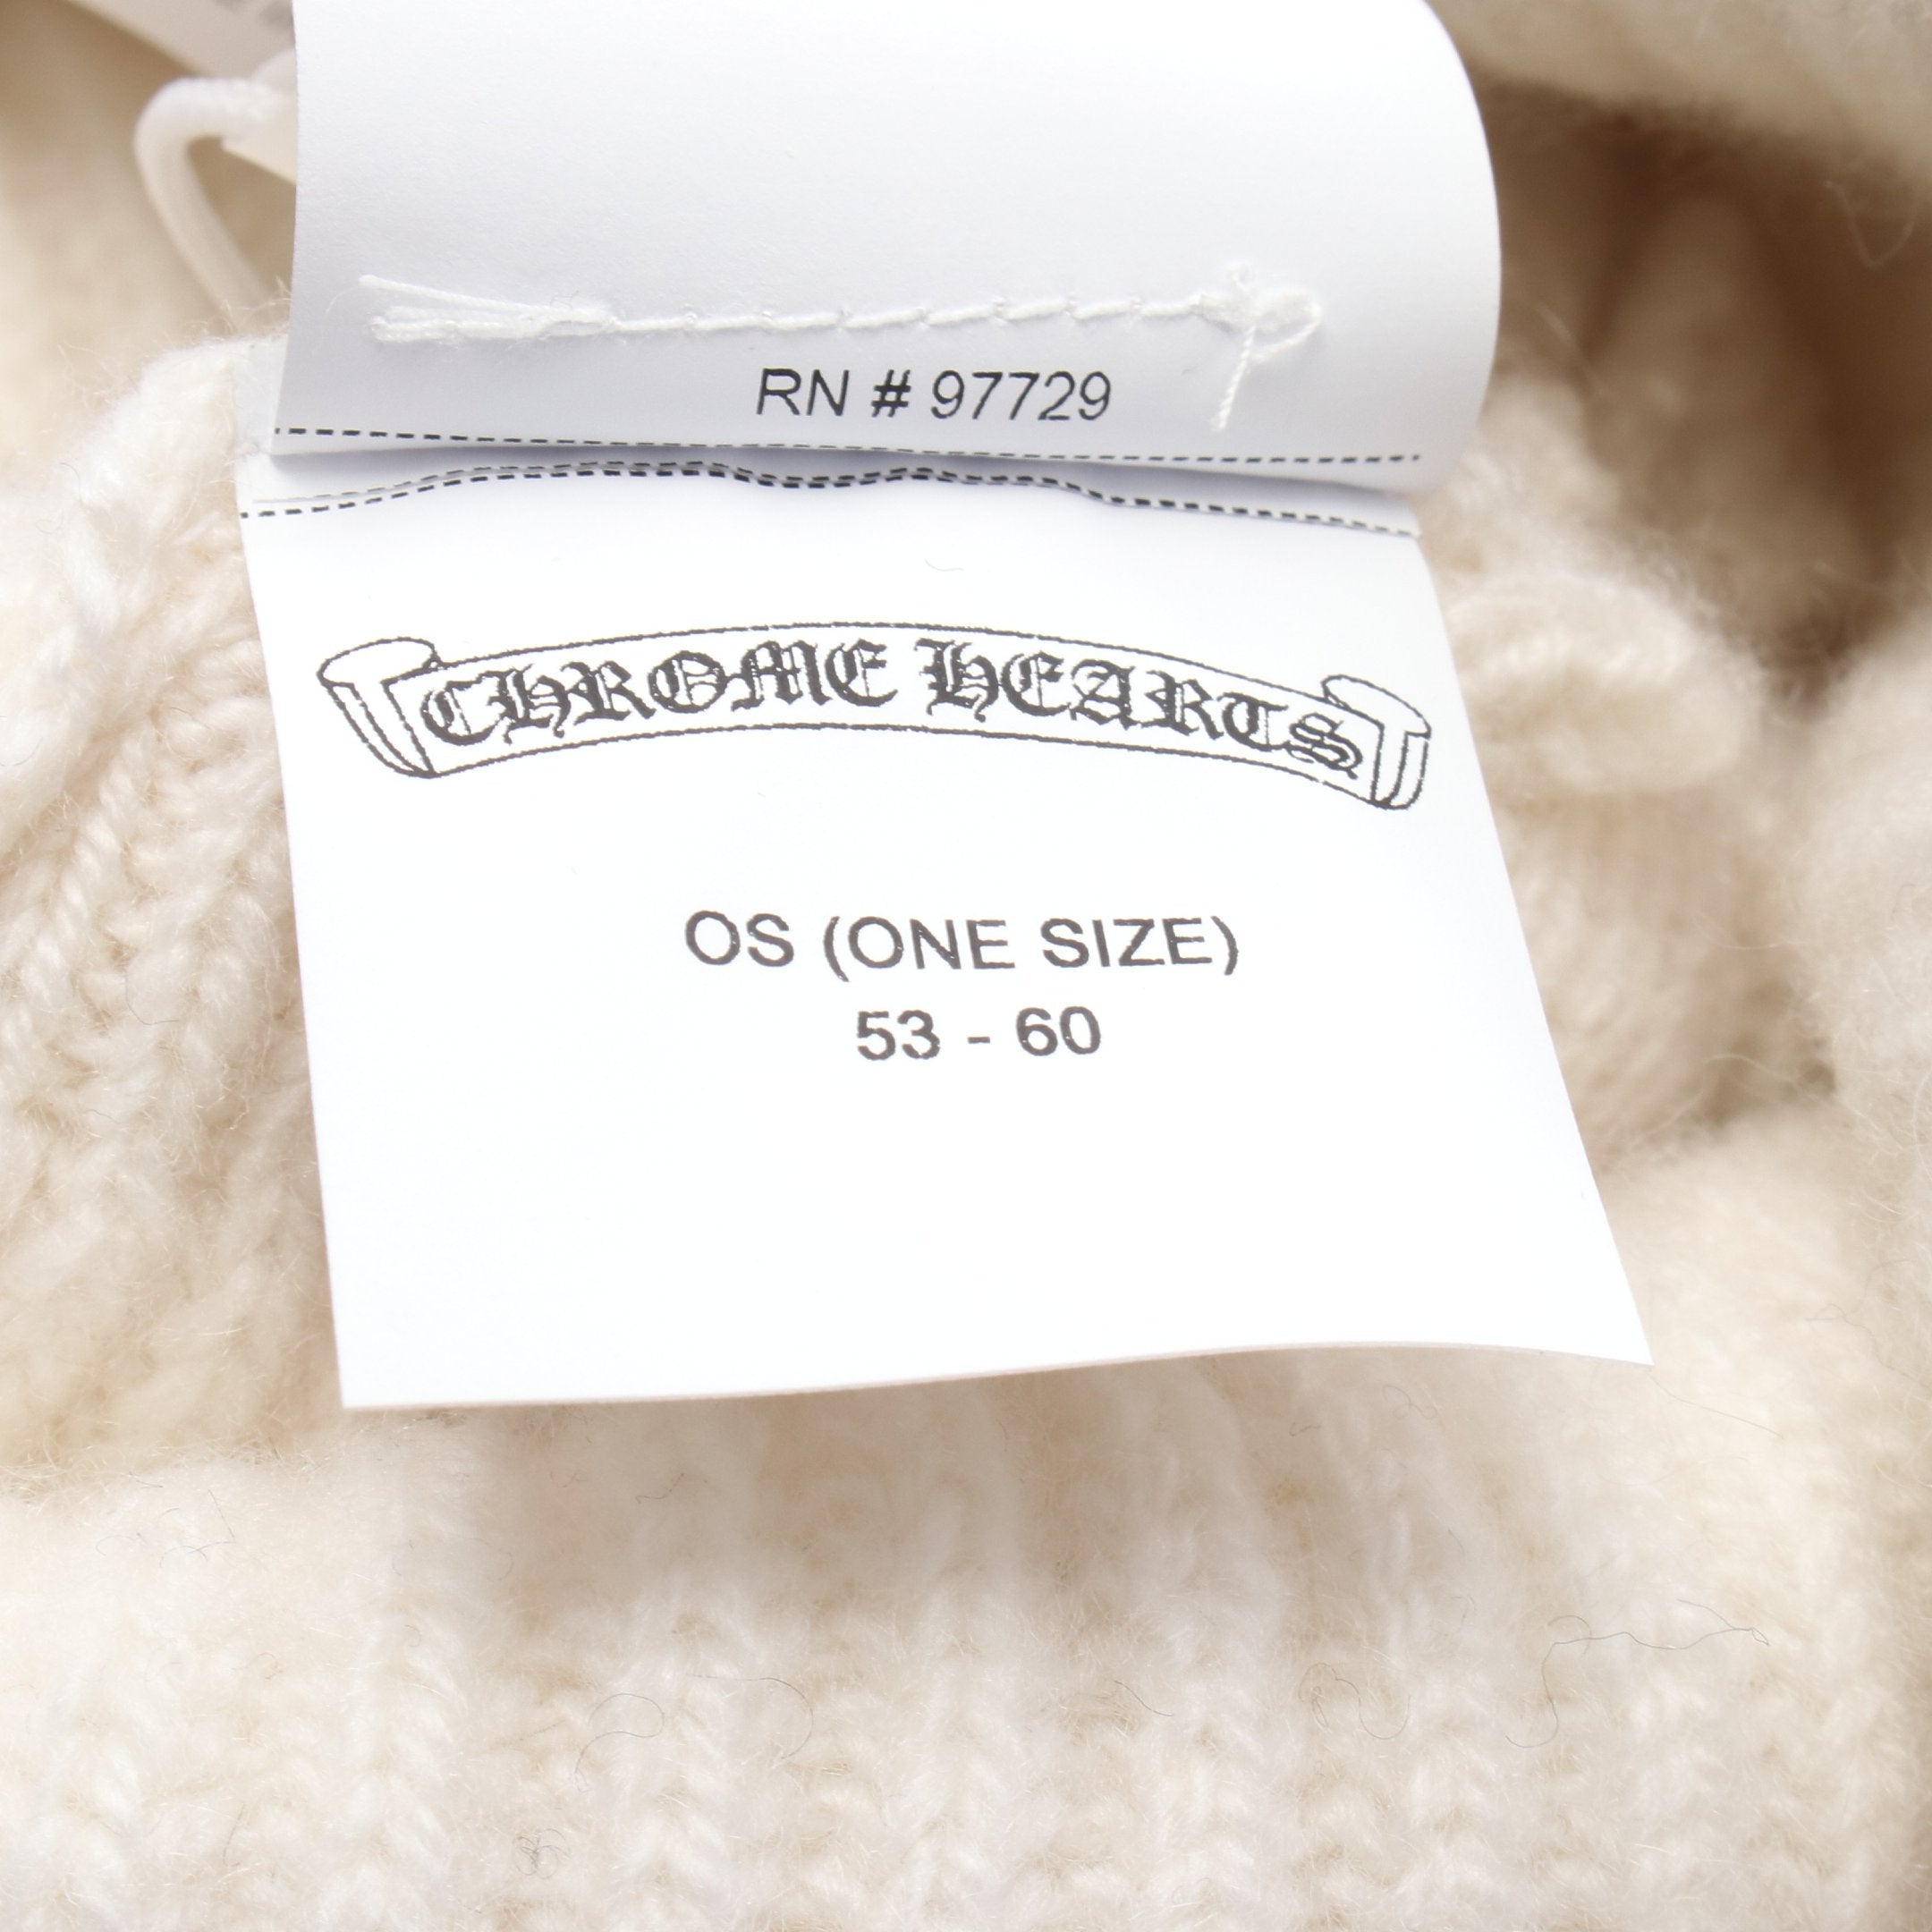 RN # 97729
CHROME HEARTS
OS (ONE SIZE)
53 - 60